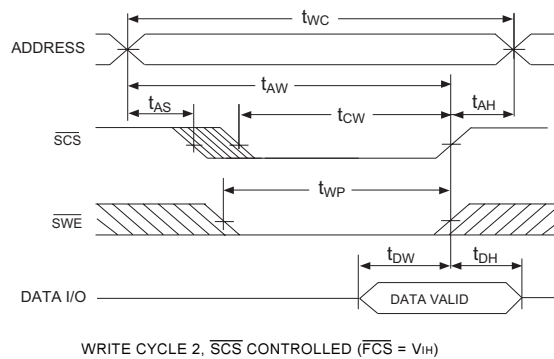 tWC
ADDRESS
tAW
tAS
tCW
tAH
SCS
tWP
SWE
tDW
tDH
DATA I/O
DATA VALID
WRITE CYCLE 2, SCS CONTROLLED (FCS = VIH)